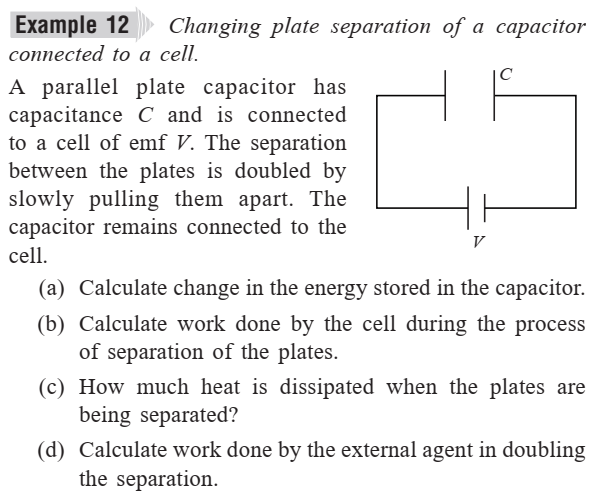 Example 12 Changing plate separation of a capacitor
connected to a cell.
A parallel plate capacitor has
capacitance C and is connected
to a cell of emf V. The separation
between the plates is doubled by
slowly pulling them apart. The
capacitor remains connected to the
cell.
C
V
(a) Calculate change in the energy stored in the capacitor.
(b) Calculate work done by the cell during the process
of separation of the plates.
(c) How much heat is dissipated when the plates are
being separated?
(d) Calculate work done by the external agent in doubling
the separation.